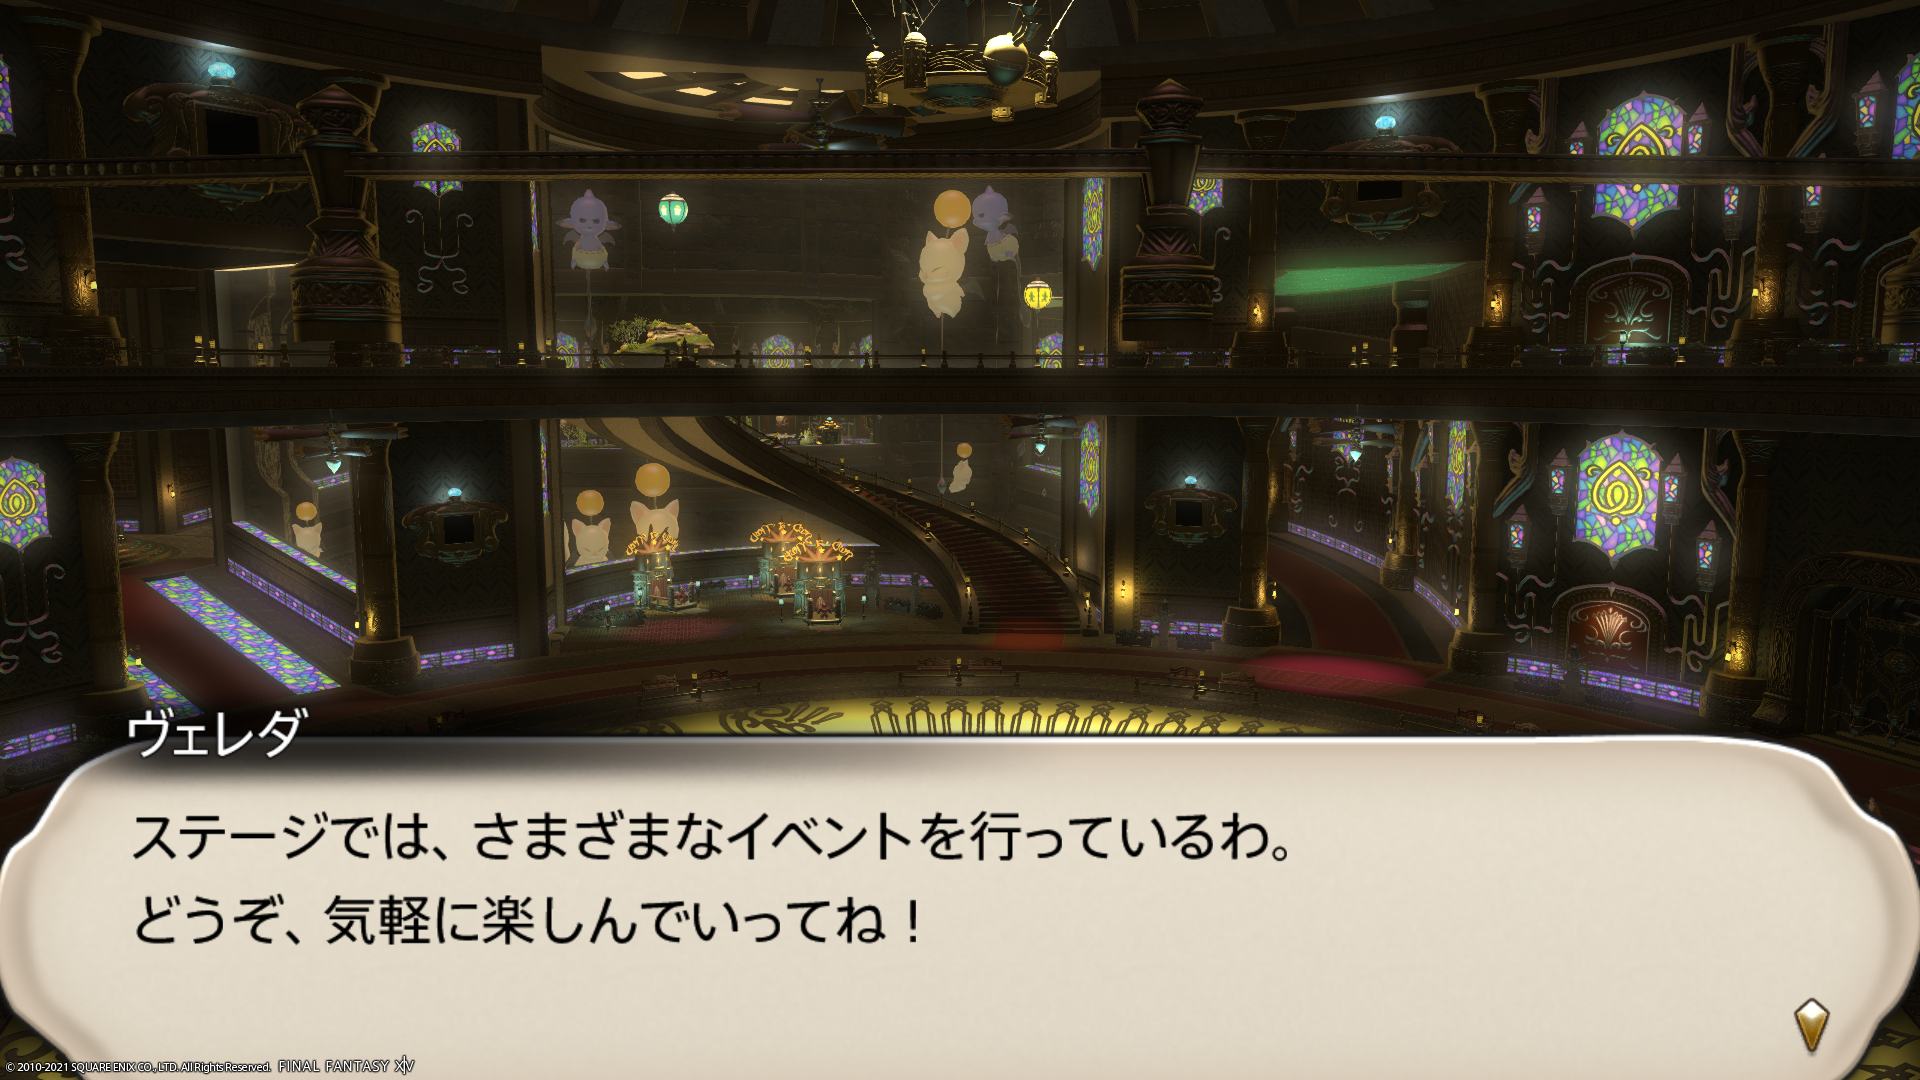 ヴェレダ
ステージでは、さまざまなイベントを行っているわ。
どうぞ、気軽に楽しんでいってね！
© 2010-2021 SQUARE ENIX CO., LTD. All Rights Reserved. FINAL FANTASY XIV